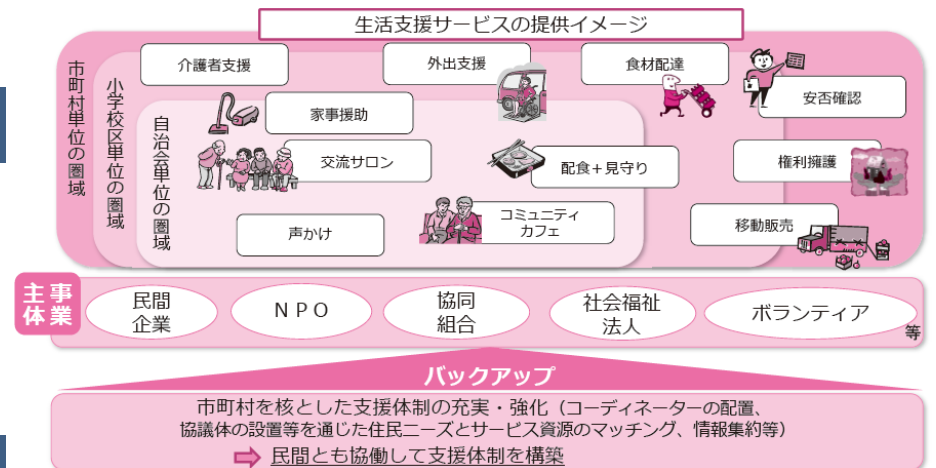 生活支援サービスの提供イメージ
市町村単位の圏域
小学校区単位の圏域
自治会単位の圏域
介護者支援
外出支援
食材配達
安否確認
家事援助
交流サロン
配食+見守り
権利擁護
声かけ
コミュニティ
カフェ
移動販売
事業
主体
民間
企業
NPO
協同
組合
社会福祉
法人
ボランティア
等
バックアップ
市町村を核とした支援体制の充実・強化(コーディネーターの配置、
協議体の設置等を通じた住民ニーズとサービス資源のマッチング、情報集約等)
民間とも協働して支援体制を構築